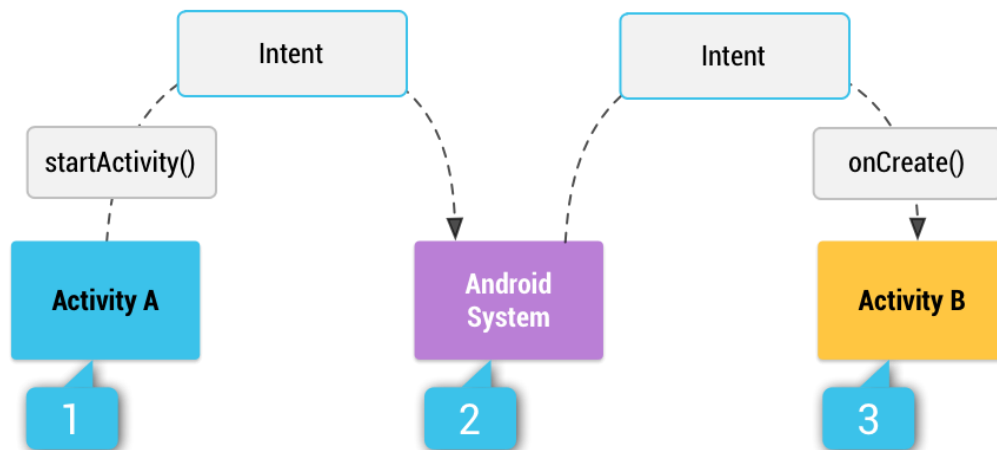 Intent
Intent
startActivity()
onCreate()
Activity A
Android
System
Activity B
1
2
3